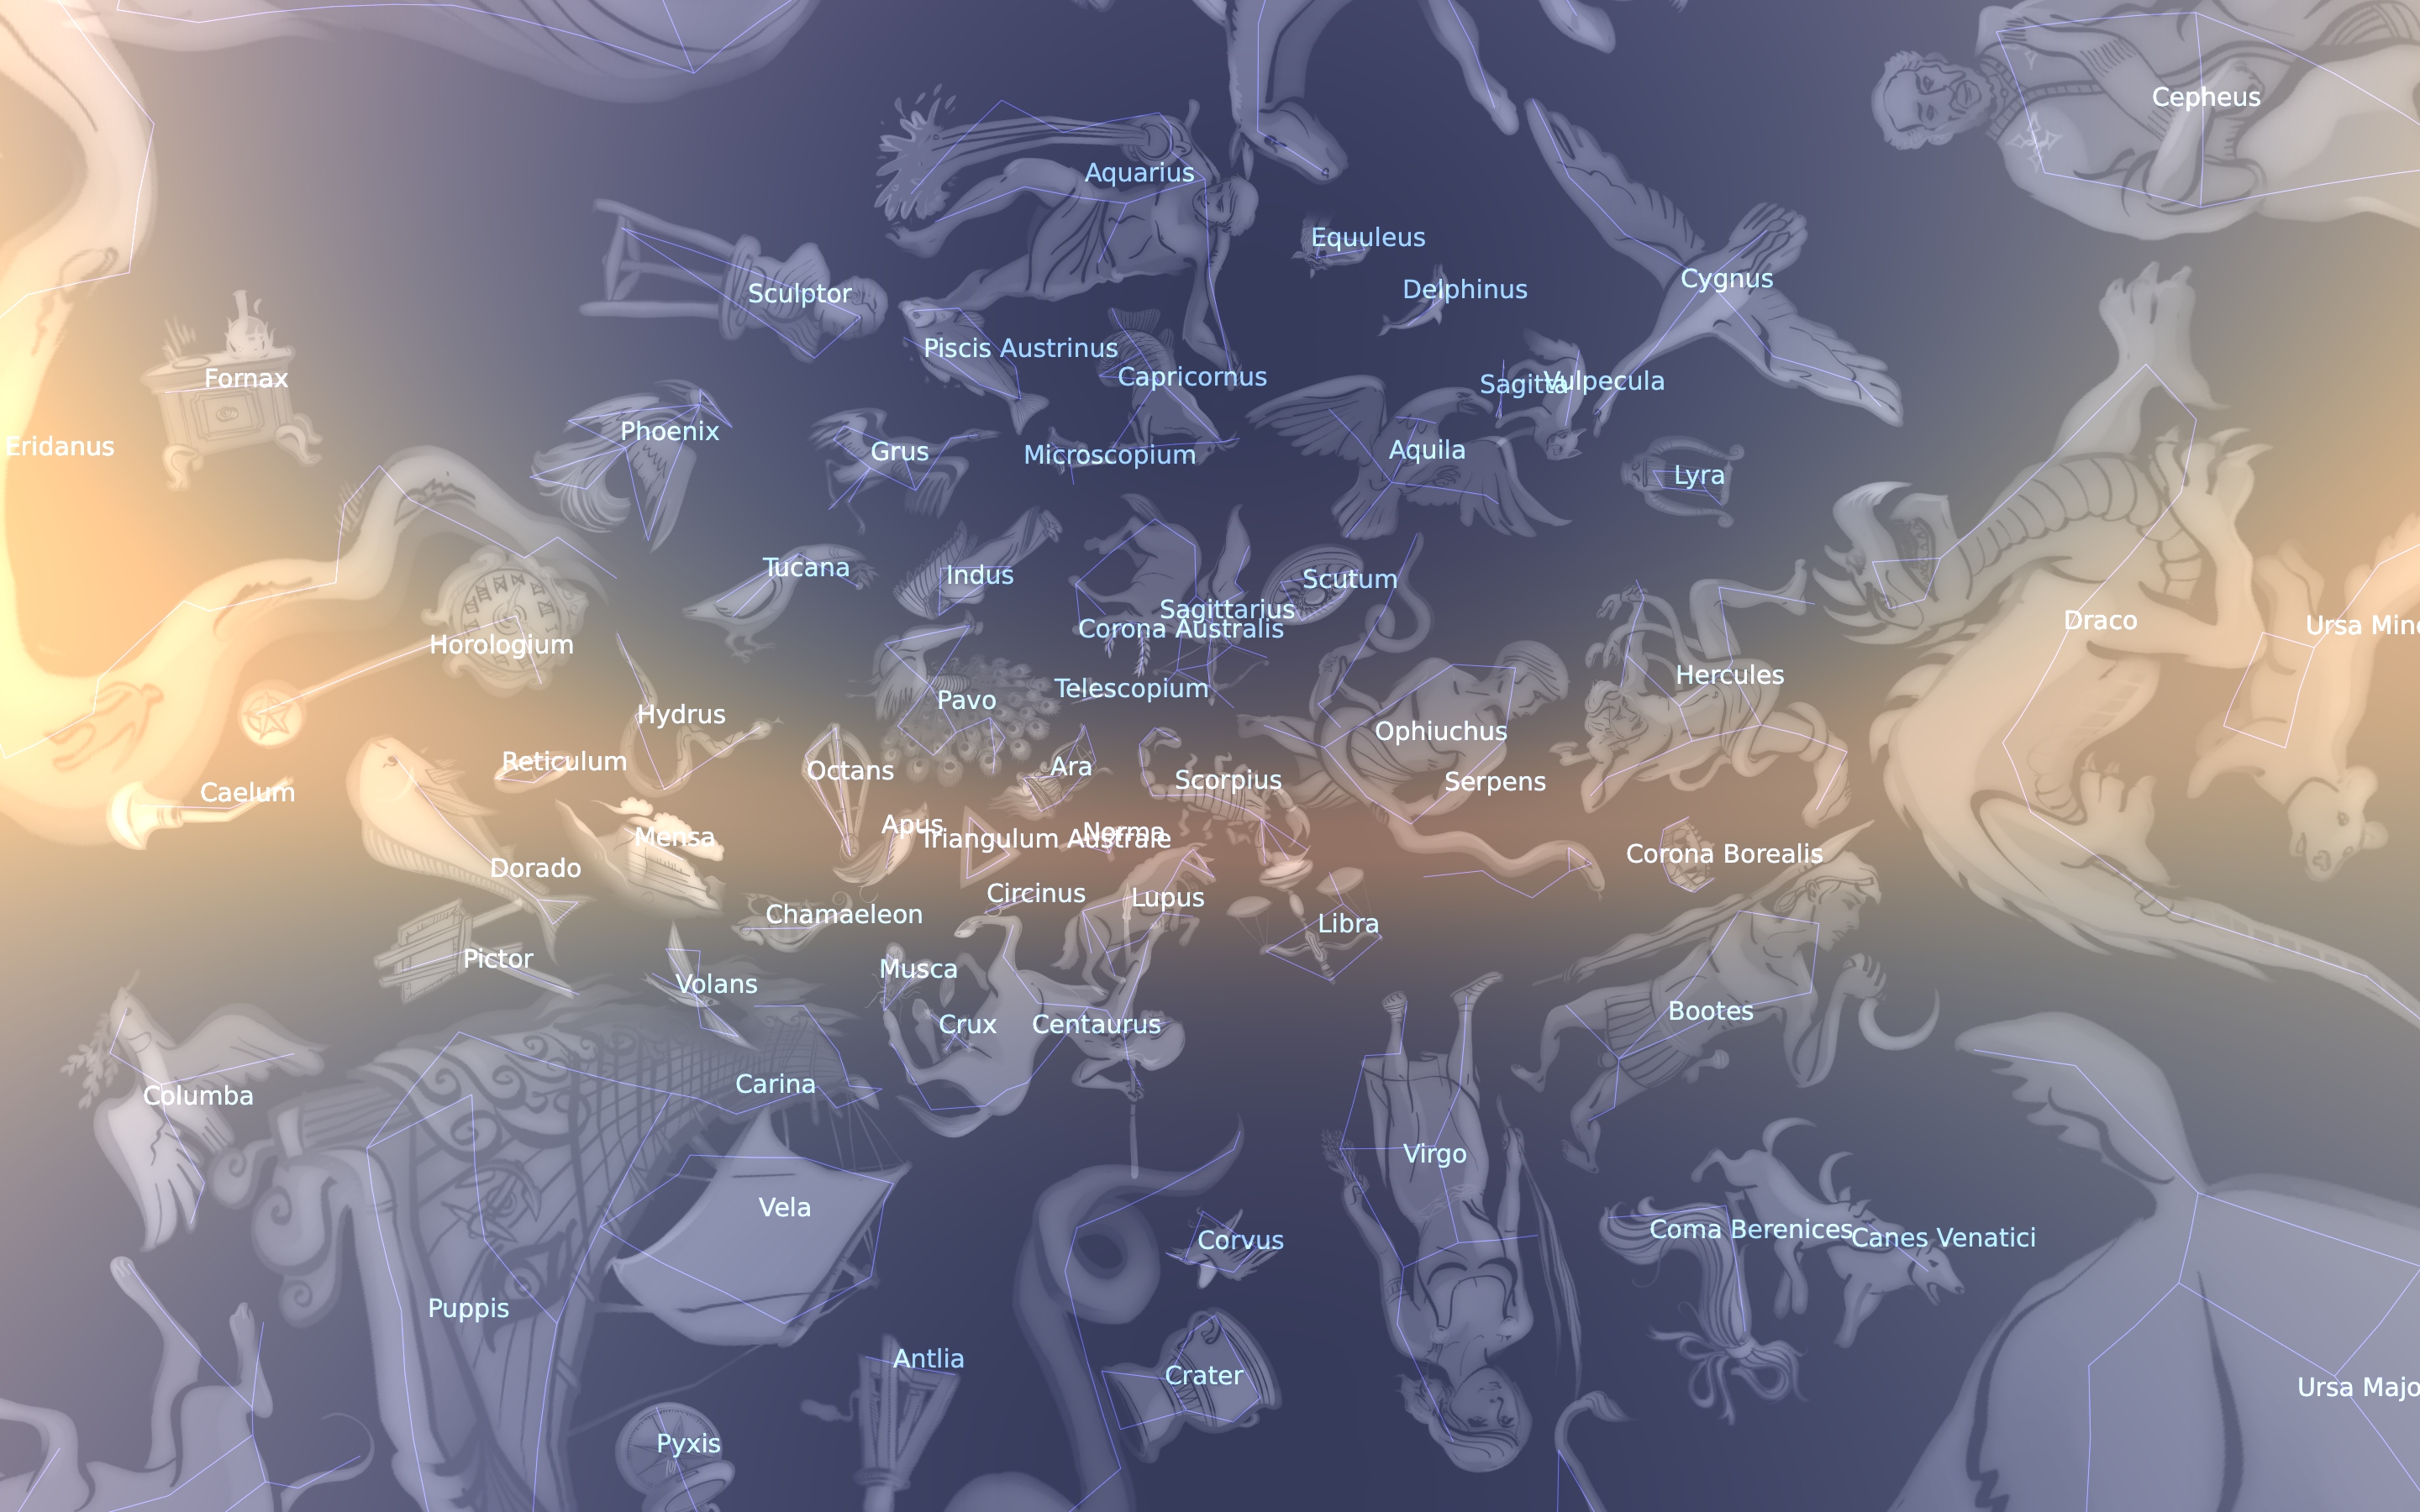 Cepheus
Aquarius
Equuleus
Cygnus
Delphinus
Sculptor
Piscis Austrinus
Capricornus
Fornax
Sagitta
Vulpecula
Phoenix
Eridanus
Grus
Microscopium
Aquila
Lyra
Tucana
Indus
Scutum
Sagittarius
Corona Australis
Draco
Ursa Mino
Horologium
Hercules
Telescopium
Pavo
Hydrus
Ophiuchus
Reticulum
Octans
Ara
Scorpius
Serpens
Caelum
Mensa
Apus
Triangulum Australe
Norma
Corona Borealis
Dorado
Circinus
Lupus
Chamaeleon
Libra
Pictor
Musca
Volans
Crux
Centaurus
Bootes
Carina
Columba
Virgo
Vela
Corvus
Coma Berenices
Canes Venatici
Puppis
Antlia
Crater
Ursa Majo
Pyxis